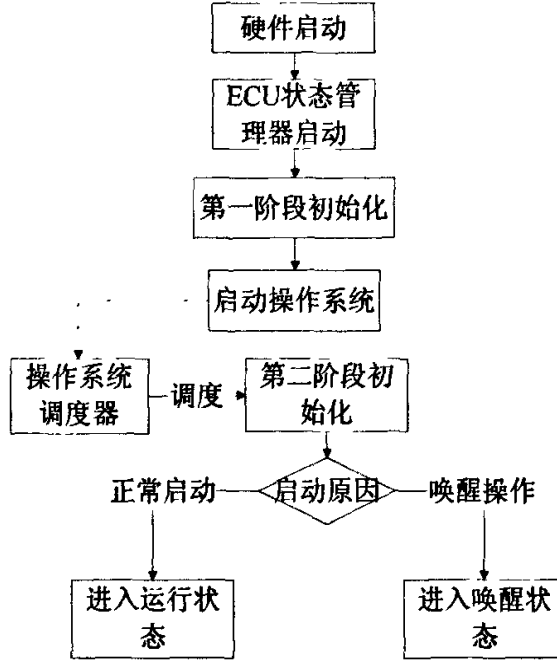 硬件启动
ECU状态管
理器启动
第一阶段初始化
启动操作系统
操作系统
调度器
调度
第二阶段初
始化
正常启动
启动原因
唤醒操作
进入运行状
态
进入唤醒状
态